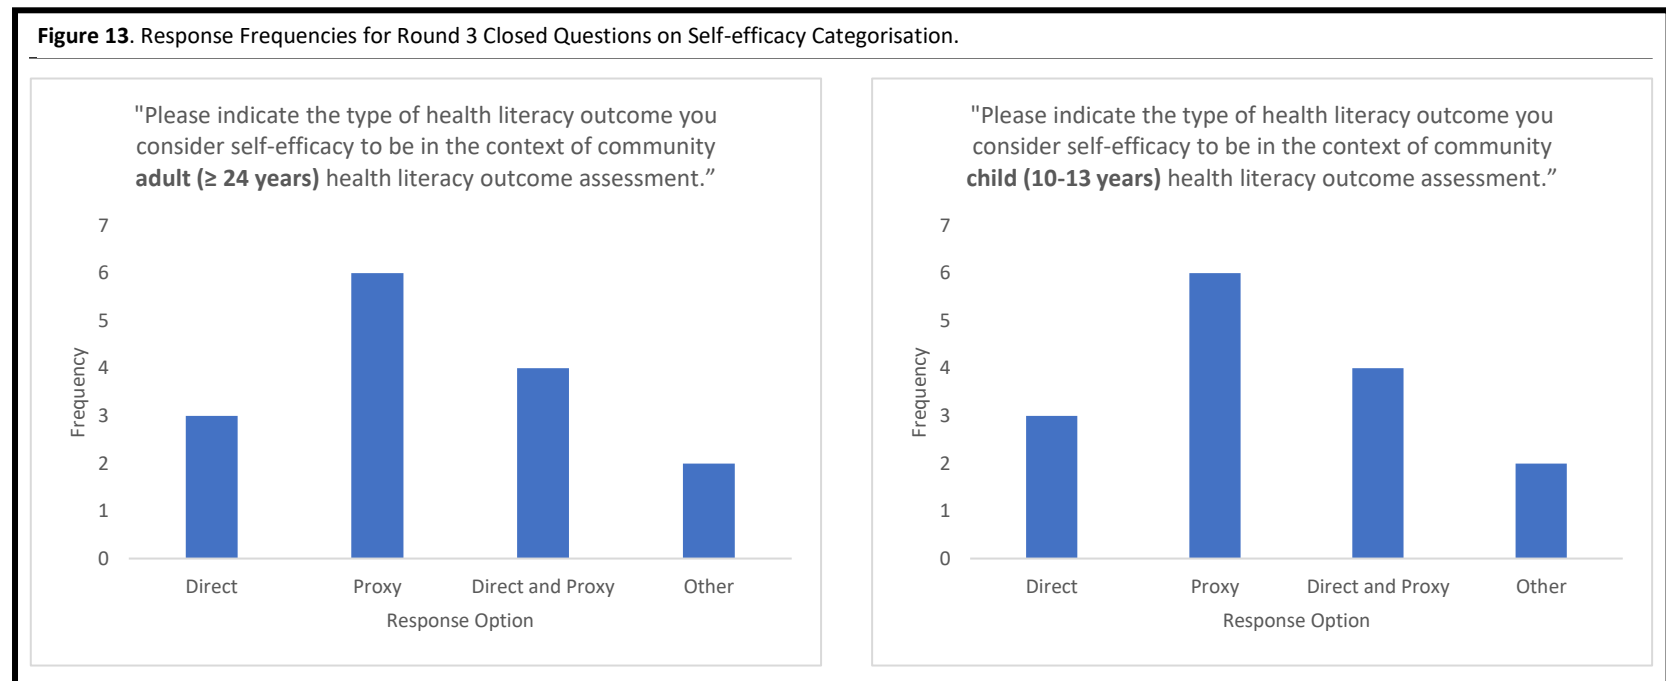 Figure 13. Response Frequencies for Round 3 Closed Questions on Self-efficacy Categorisation.
"Please indicate the type of health literacy outcome you
consider self-efficacy to be in the context of community
adult (≥ 24 years) health literacy outcome assessment.”
7
6
5
4
3
2
1
0
Frequency
Direct
Proxy
Direct and Proxy
Other
Response Option
"Please indicate the type of health literacy outcome you
consider self-efficacy to be in the context of community
child (10-13 years) health literacy outcome assessment.”
7
6
5
4
3
2
1
0
Frequency
Direct
Proxy
Direct and Proxy
Other
Response Option